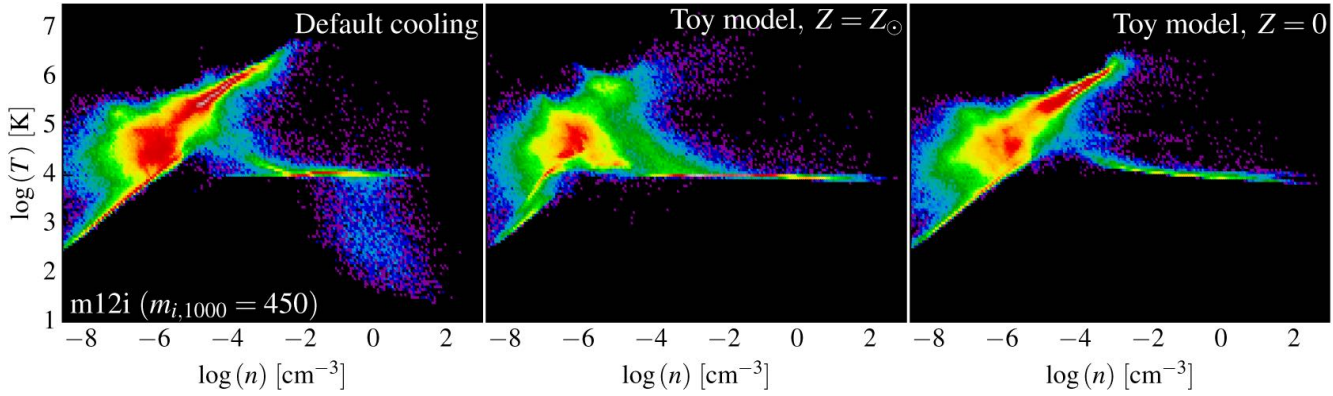 Default cooling
Toy model, Z = Z⊙
Toy model, Z = 0
log (T) [K]
7
6
5
4
3
2
1
m12i (m_{i,1000} = 450)
−8 −6 −4 −2 0 2
−8 −6 −4 −2 0 2
−8 −6 −4 −2 0 2
log (n) [cm⁻³]
log (n) [cm⁻³]
log (n) [cm⁻³]